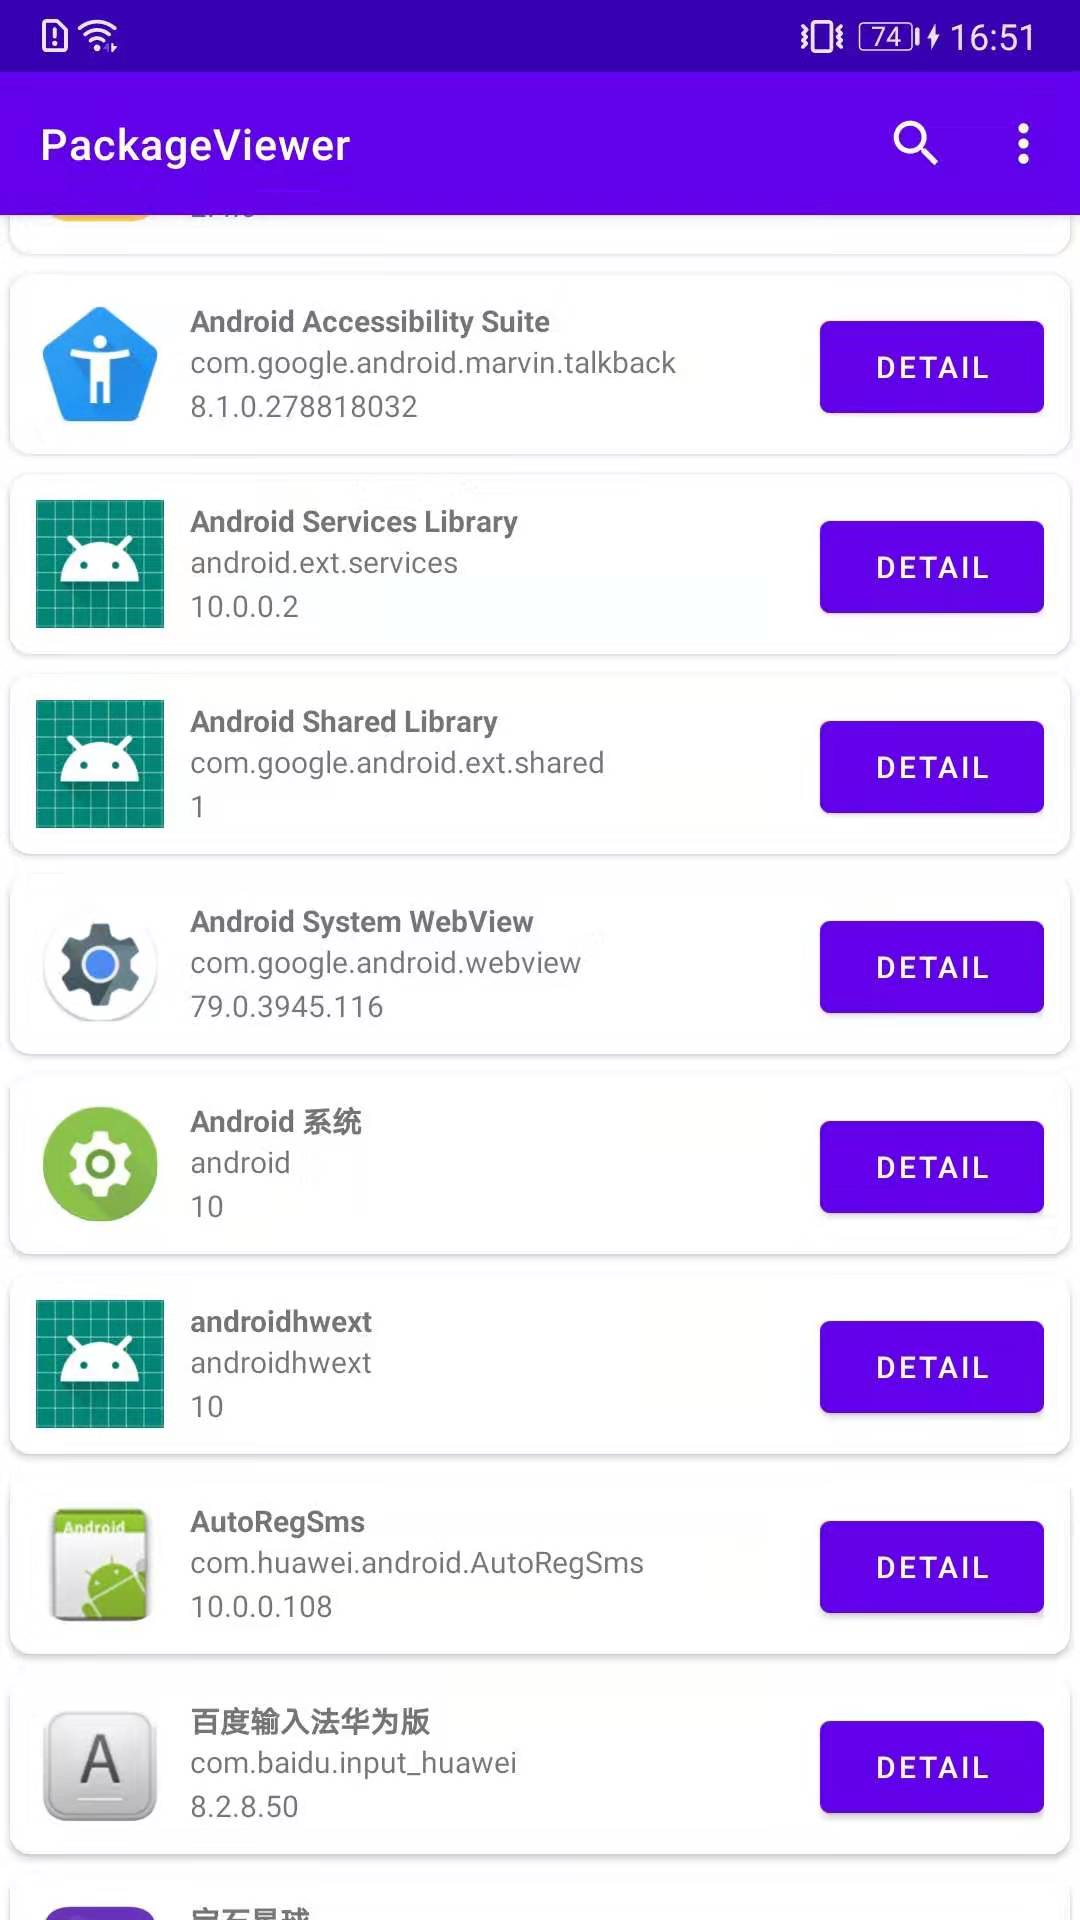 74 16:51
PackageViewer
Android Accessibility Suite
com.google.android.marvin.talkback
8.1.0.278818032
DETAIL
Android Services Library
android.ext.services
10.0.0.2
DETAIL
Android Shared Library
com.google.android.ext.shared
1
DETAIL
Android System WebView
com.google.android.webview
79.0.3945.116
DETAIL
Android 系统
android
10
DETAIL
androidhwext
androidhwext
10
DETAIL
Android
AutoRegSms
com.huawei.android.AutoRegSms
10.0.0.108
DETAIL
A
百度输入法华为版
com.baidu.input_huawei
8.2.8.50
DETAIL